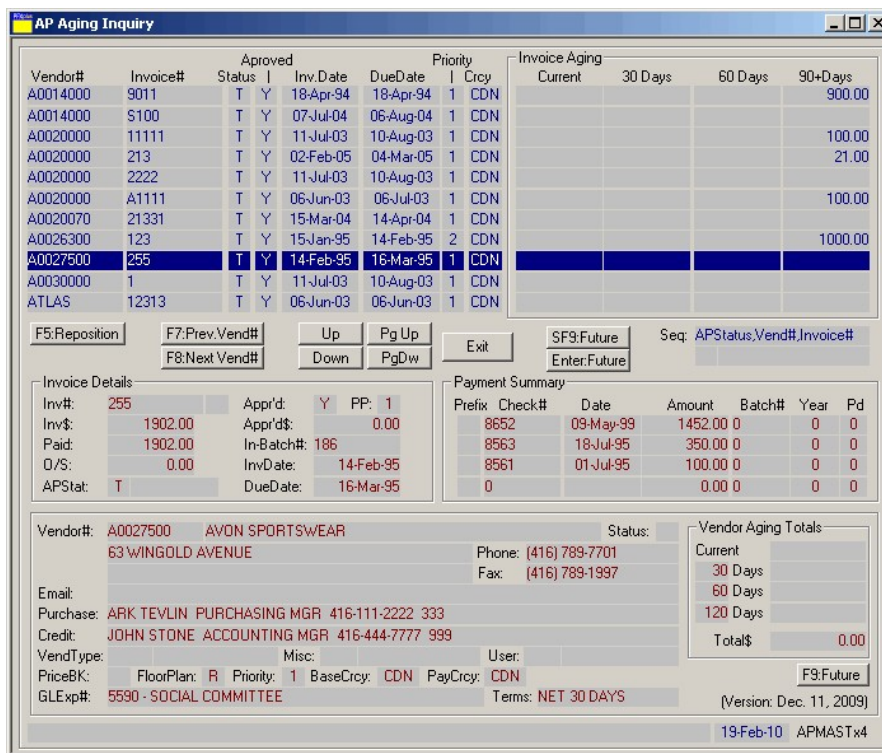 AP Aging Inquiry
Aproved Priority Invoice Aging
Vendor# Invoice# Status | Inv.Date DueDate | Crcy Current 30 Days 60 Days 90+Days
A0014000 9011 T Y 18-Apr-94 18-Apr-94 1 CDN 900.00
A0014000 S100 T Y 07-Jul-04 06-Aug-04 1 CDN
A0020000 11111 T Y 11-Jul-03 10-Aug-03 1 CDN 100.00
A0020000 213 T Y 02-Feb-05 04-Mar-05 1 CDN 21.00
A0020000 2222 T Y 11-Jul-03 10-Aug-03 1 CDN
A0020000 A1111 T Y 06-Jun-03 06-Jul-03 1 CDN 100.00
A0020070 21331 T Y 15-Mar-04 14-Apr-04 1 CDN
A0026300 123 T Y 15-Jan-95 14-Feb-95 2 CDN 1000.00
A0027500 255 T Y 14-Feb-95 16-Mar-95 1 CDN
A0030000 1 T Y 11-Jul-03 10-Aug-03 1 CDN
ATLAS 12313 T Y 06-Jun-03 06-Jun-03 1 CDN
F5:Reposition F7:Prev.Vend# Up Pg Up Exit SF9:Future Seq: APStatus,Vend#,Invoice#
F8:Next Vend# Down PgDw Enter:Future
Invoice Details
Inv#: 255 Appr'd: Y PP: 1
Inv$: 1902.00 Appr'd$: 0.00
Paid: 1902.00 In-Batch#: 186
O/S: 0.00 InvDate: 14-Feb-95
APStat: T DueDate: 16-Mar-95
Payment Summary
Prefix Check# Date Amount Batch# Year Pd
8652 09-May-99 1452.00 0 0 0
8563 18-Jul-95 350.00 0 0 0
8561 01-Jul-95 100.00 0 0 0
0 0.00 0 0 0
Vendor#: A0027500 AVON SPORTSWEAR Status:
63 WINGOLD AVENUE Phone: (416) 789-7701
Fax: (416) 789-1997
Email:
Purchase: ARK TEVLIN PURCHASING MGR 416-111-2222 333
Credit: JOHN STONE ACCOUNTING MGR 416-444-7777 999
VendType: Misc: User:
PriceBK: FloorPlan: R Priority: 1 BaseCrcy: CDN PayCrcy: CDN
GLExp#: 5590 - SOCIAL COMMITTEE Terms: NET 30 DAYS
Vendor Aging Totals
Current
30 Days
60 Days
120 Days
Total$ 0.00
F9:Future
(Version: Dec. 11, 2009)
19-Feb-10 APMASTx4